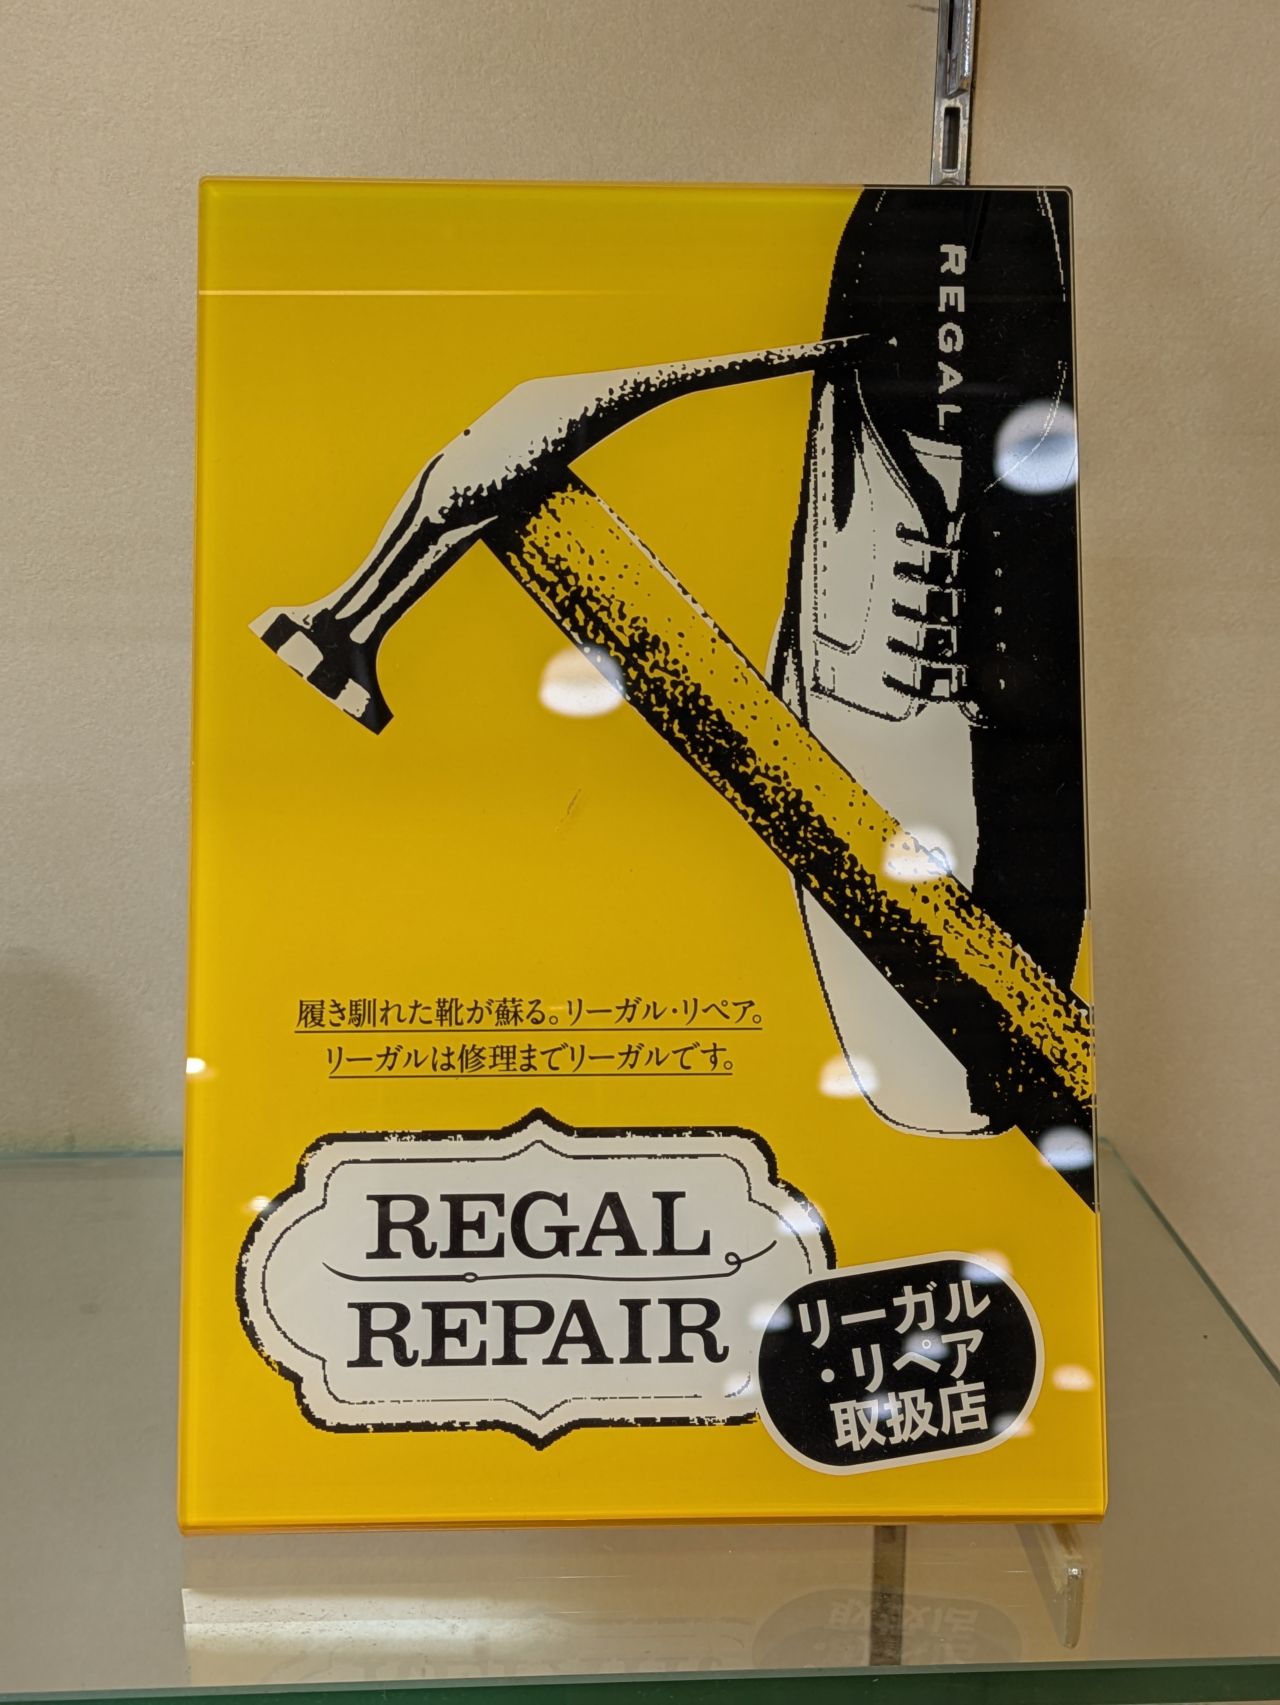 REGAL
履き馴れた靴が蘇る。リーガル・リペア。
リーガルは修理までリーガルです。
REGAL
REPAIR
リーガル
・リペア
取扱店